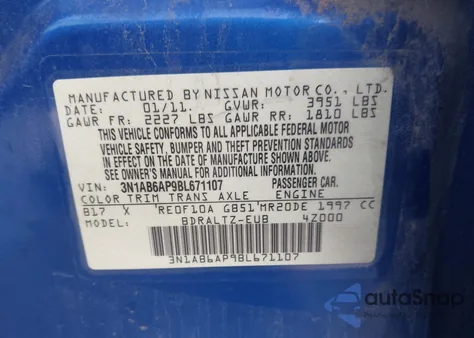 MANUFACTURED BY NISSAN MOTOR CO., LTD.
DATE: 01/11. GVWR: 3951 LBS
GAWR FR: 2227 LBS GAWR RR: 1810 LBS
THIS VEHICLE CONFORMS TO ALL APPLICABLE FEDERAL MOTOR
VEHICLE SAFETY, BUMPER AND THEFT PREVENTION STANDARDS
IN EFFECT ON THE DATE OF MANUFACTURE SHOWN ABOVE.
SEE OWNER'S MANUAL FOR ADDITIONAL INFORMATION.
VIN: 3N1AB6AP9BL671107 PASSENGER CAR.
COLOR TRIM TRANS AXLE ENGINE
B17 X RE0F10A GB51 MR20DE 1997 CC
BDRALTZ-EUB 4Z000
3N1AB6AP9BL671107
autoSnap